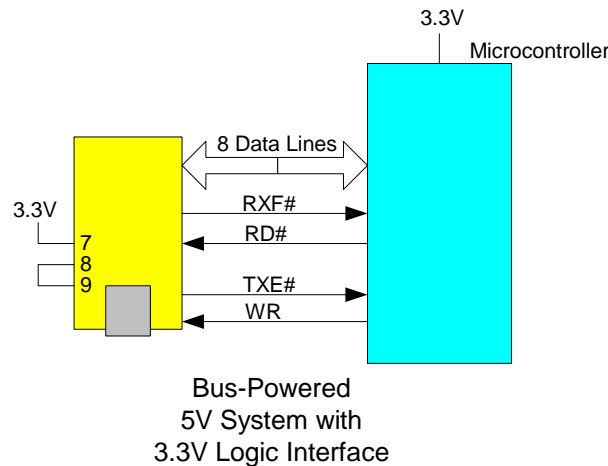 3.3V
Microcontroller
8 Data Lines
RXF#
3.3V
RD#
7
8
9
TXE#
WR
Bus-Powered
5V System with
3.3V Logic Interface